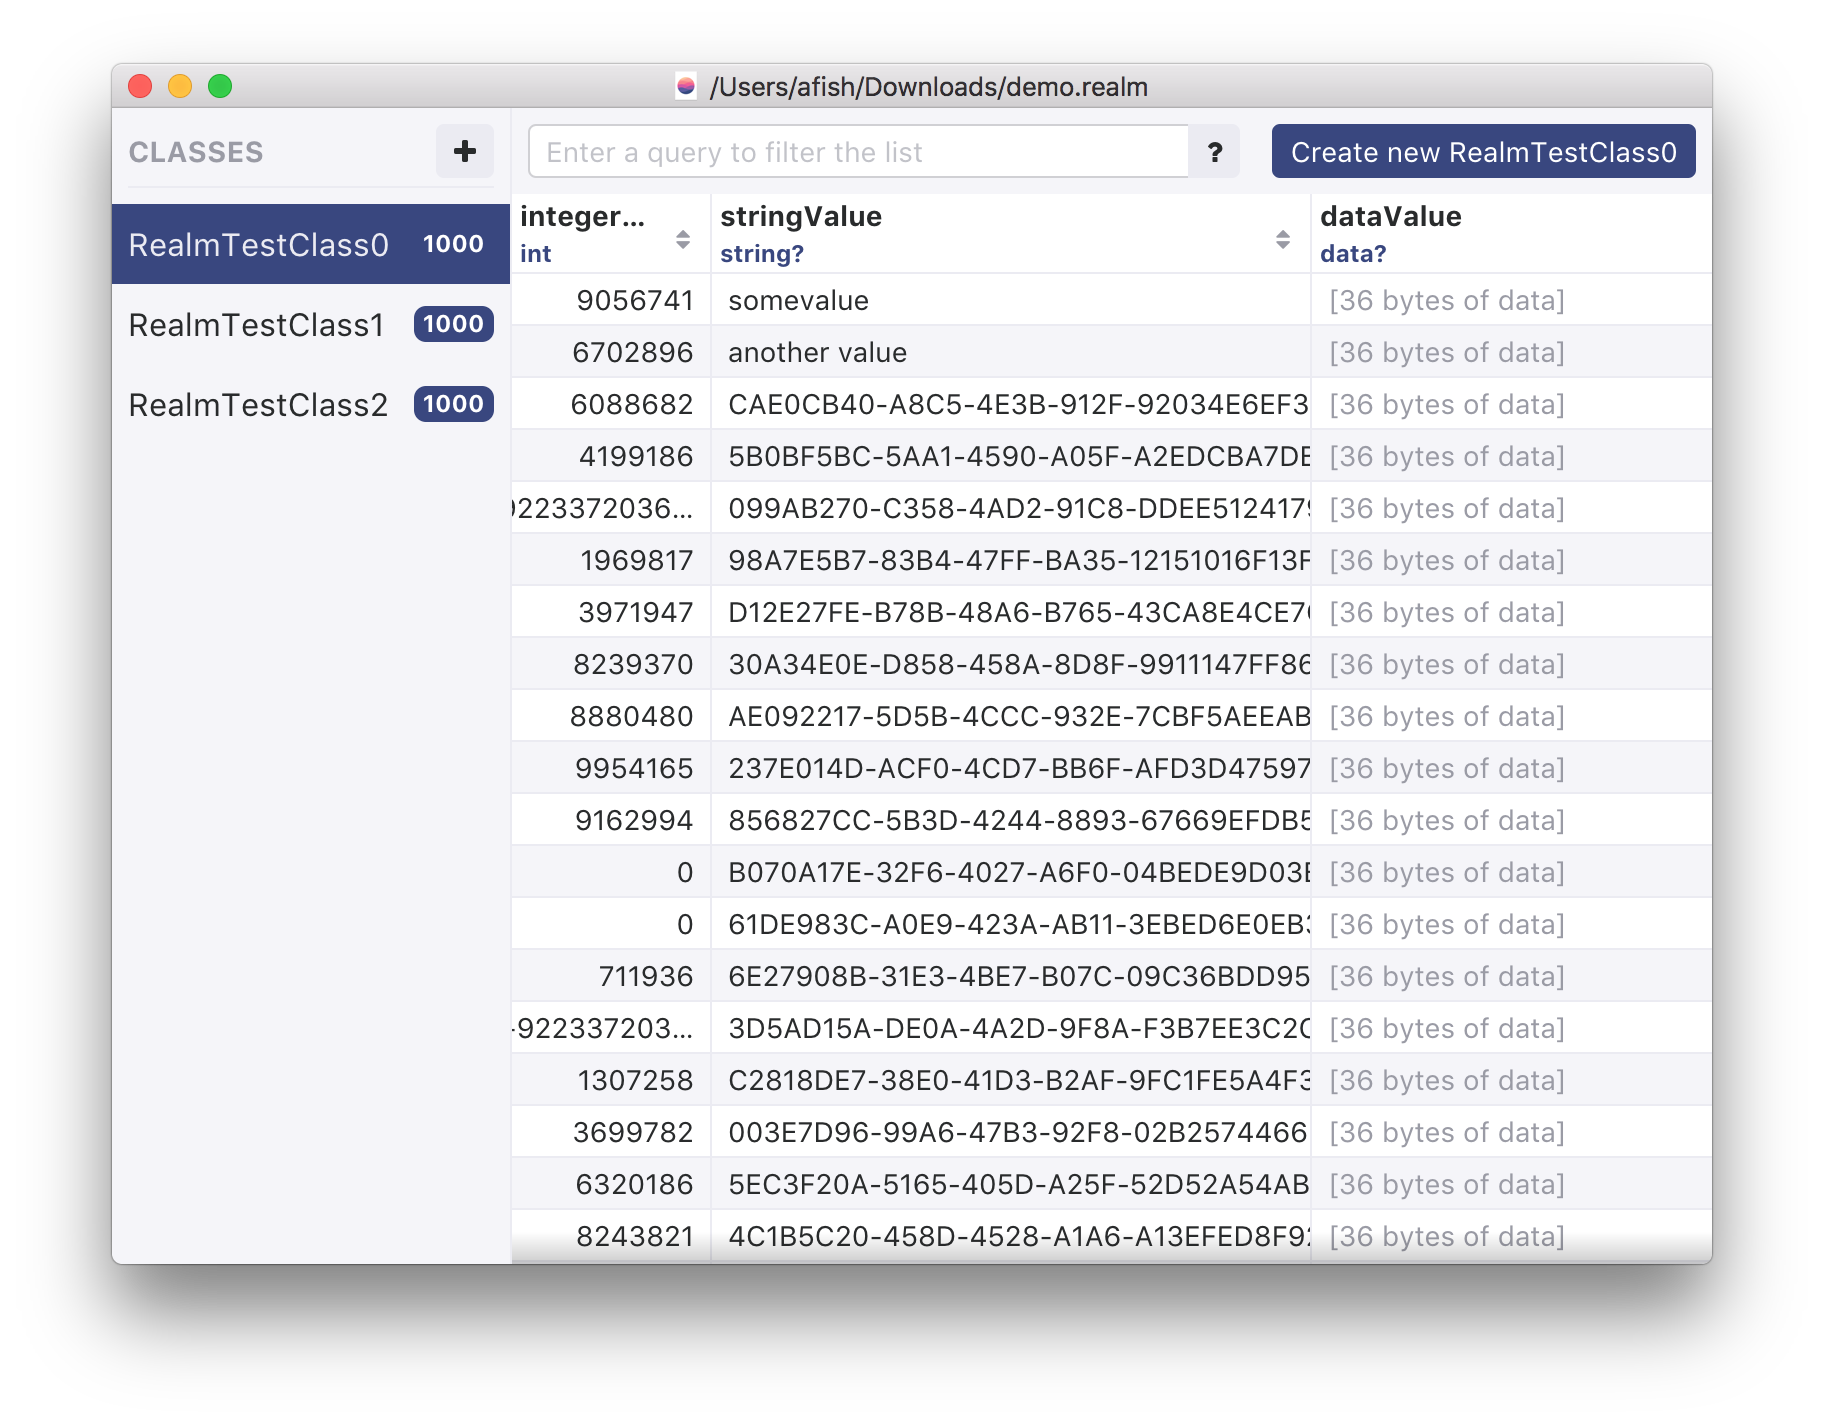 /Users/afish/Downloads/demo.realm
CLASSES
RealmTestClass0 1000
RealmTestClass1 1000
RealmTestClass2 1000
Enter a query to filter the list ? Create new RealmTestClass0
integer... stringValue dataValue
int string? data?
9056741 somevalue [36 bytes of data]
6702896 another value [36 bytes of data]
6088682 CAE0CB40-A8C5-4E3B-912F-92034E6EF3 [36 bytes of data]
4199186 5B0BF5BC-5AA1-4590-A05F-A2EDCBA7DE [36 bytes of data]
9223372036... 099AB270-C358-4AD2-91C8-DDEE5124179 [36 bytes of data]
1969817 98A7E5B7-83B4-47FF-BA35-12151016F13F [36 bytes of data]
3971947 D12E27FE-B78B-48A6-B765-43CA8E4CE7 [36 bytes of data]
8239370 30A34E0E-D858-458A-8D8F-9911147FF86 [36 bytes of data]
8880480 AE092217-5D5B-4CCC-932E-7CBF5AEEAB [36 bytes of data]
9954165 237E014D-ACF0-4CD7-BB6F-AFD3D47597 [36 bytes of data]
9162994 856827CC-5B3D-4244-8893-67669EFDB5 [36 bytes of data]
0 B070A17E-32F6-4027-A6F0-04BEDE9D03E [36 bytes of data]
0 61DE983C-A0E9-423A-AB11-3EBED6E0EB3 [36 bytes of data]
711936 6E27908B-31E3-4BE7-B07C-09C36BDD95 [36 bytes of data]
-922337203... 3D5AD15A-DE0A-4A2D-9F8A-F3B7EE3C2C [36 bytes of data]
1307258 C2818DE7-38E0-41D3-B2AF-9FC1FE5A4F3 [36 bytes of data]
3699782 003E7D96-99A6-47B3-92F8-02B2574466 [36 bytes of data]
6320186 5EC3F20A-5165-405D-A25F-52D52A54AB [36 bytes of data]
8243821 4C1B5C20-458D-4528-A1A6-A13EFED8F92 [36 bytes of data]